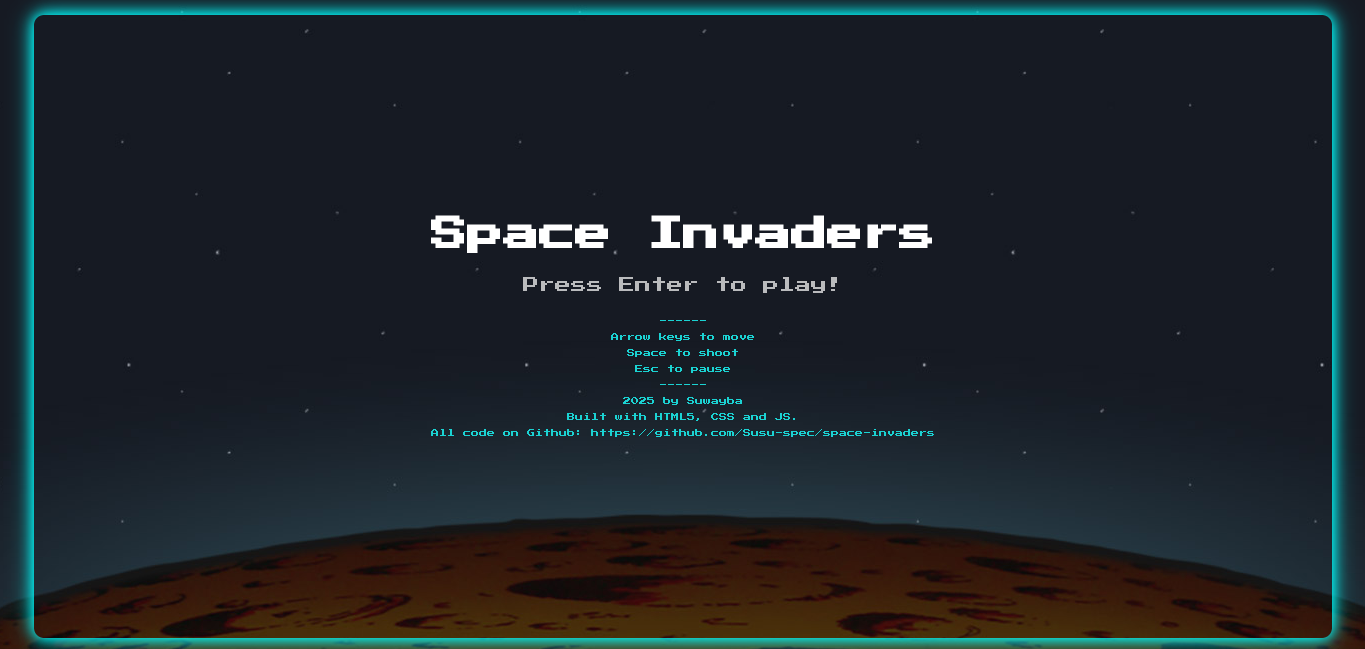 Space Invaders
Press Enter to play!
------
Arrow keys to move
Space to shoot
Esc to pause
------
2025 by Suwayba
Built with HTML5, CSS and JS.
All code on Github: https://github.com/Susu-spec/space-invaders